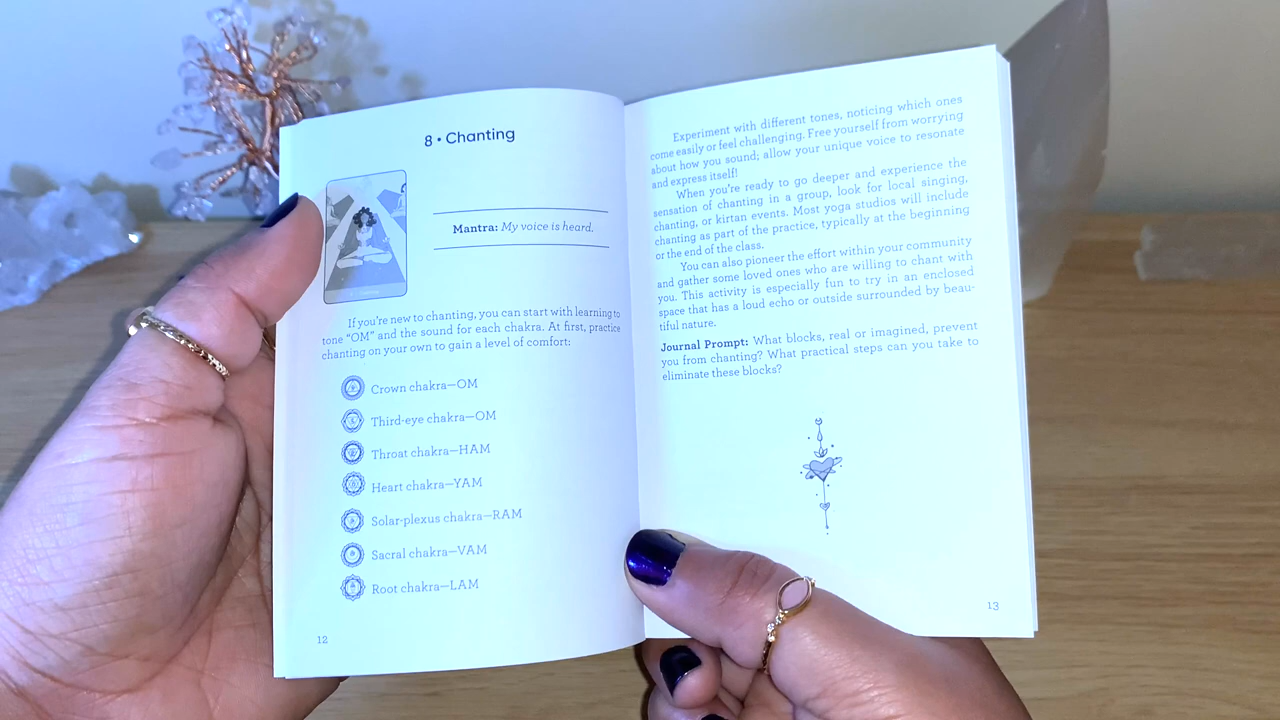 8 • Chanting
Mantra: My voice is heard.
If you're new to chanting, you can start with learning to
tone "OM" and the sound for each chakra. At first, practice
chanting on your own to gain a level of comfort:
Crown chakra—OM
Third-eye chakra—OM
Throat chakra—HAM
Heart chakra—YAM
Solar-plexus chakra—RAM
Sacral chakra—VAM
Root chakra—LAM
12
Experiment with different tones, noticing which ones
come easily or feel challenging. Free yourself from worrying
about how you sound; allow your unique voice to resonate
and express itself!
When you're ready to go deeper and experience the
sensation of chanting in a group, look for local singing,
chanting, or kirtan events. Most yoga studios will include
chanting as part of the practice, typically at the beginning
or the end of the class.
You can also pioneer the effort within your community
and gather some loved ones who are willing to chant with
you. This activity is especially fun to try in an enclosed
space that has a loud echo or outside surrounded by beau-
tiful nature.
Journal Prompt: What blocks, real or imagined, prevent
you from chanting? What practical steps can you take to
eliminate these blocks?
13